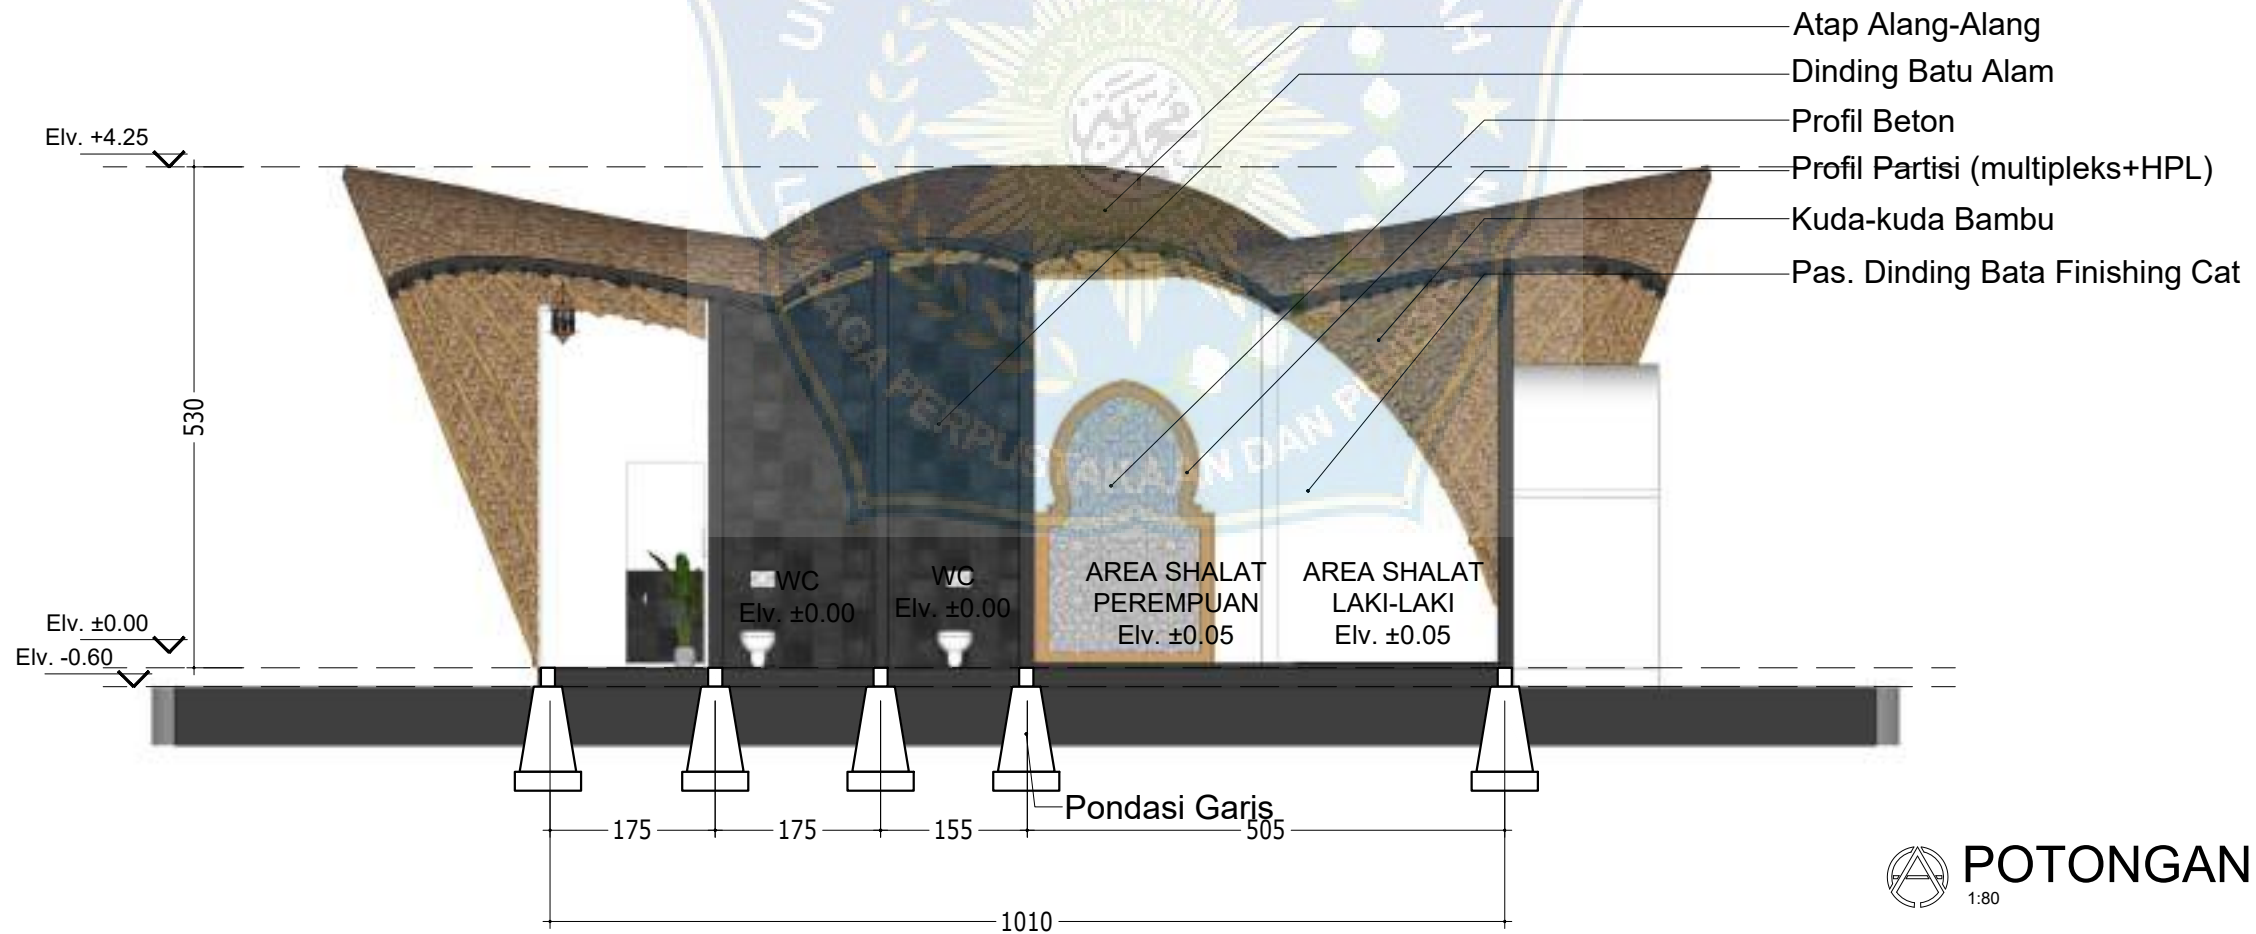 Atap Alang-Alang
Dinding Batu Alam
Profil Beton
Profil Partisi (multipleks+HPL)
Kuda-kuda Bambu
Pas. Dinding Bata Finishing Cat
Elv. +4.25
530
Elv. ±0.00
Elv. -0.60
WC
Elv. ±0.00
WC
Elv. ±0.00
AREA SHALAT
PEREMPUAN
Elv. ±0.05
AREA SHALAT
LAKI-LAKI
Elv. ±0.05
Pondasi Garis
175
175
155
505
1010
POTONGAN
1:80